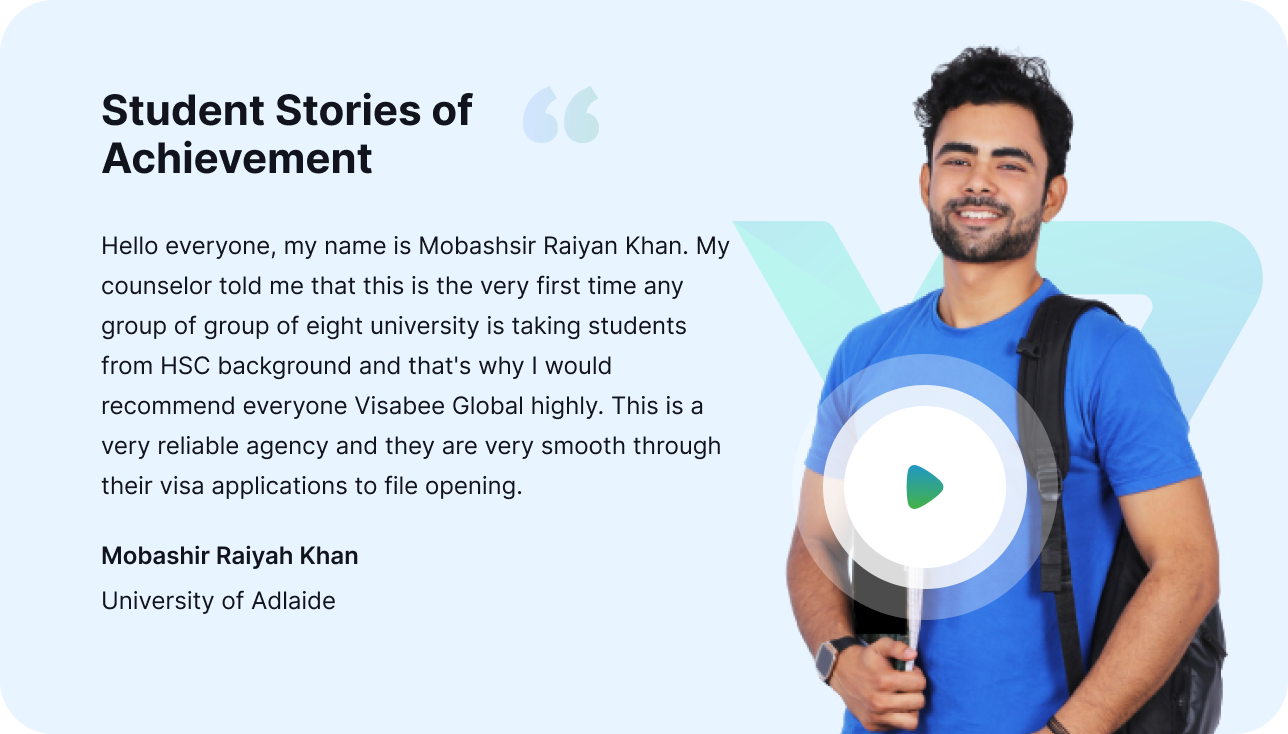 Student Stories of
Achievement
Hello everyone, my name is Mobashsir Raiyan Khan. My
counselor told me that this is the very first time any
group of group of eight university is taking students
from HSC background and that's why I would
recommend everyone Visabee Global highly. This is a
very reliable agency and they are very smooth through
their visa applications to file opening.
Mobashir Raiyah Khan
University of Adlaide